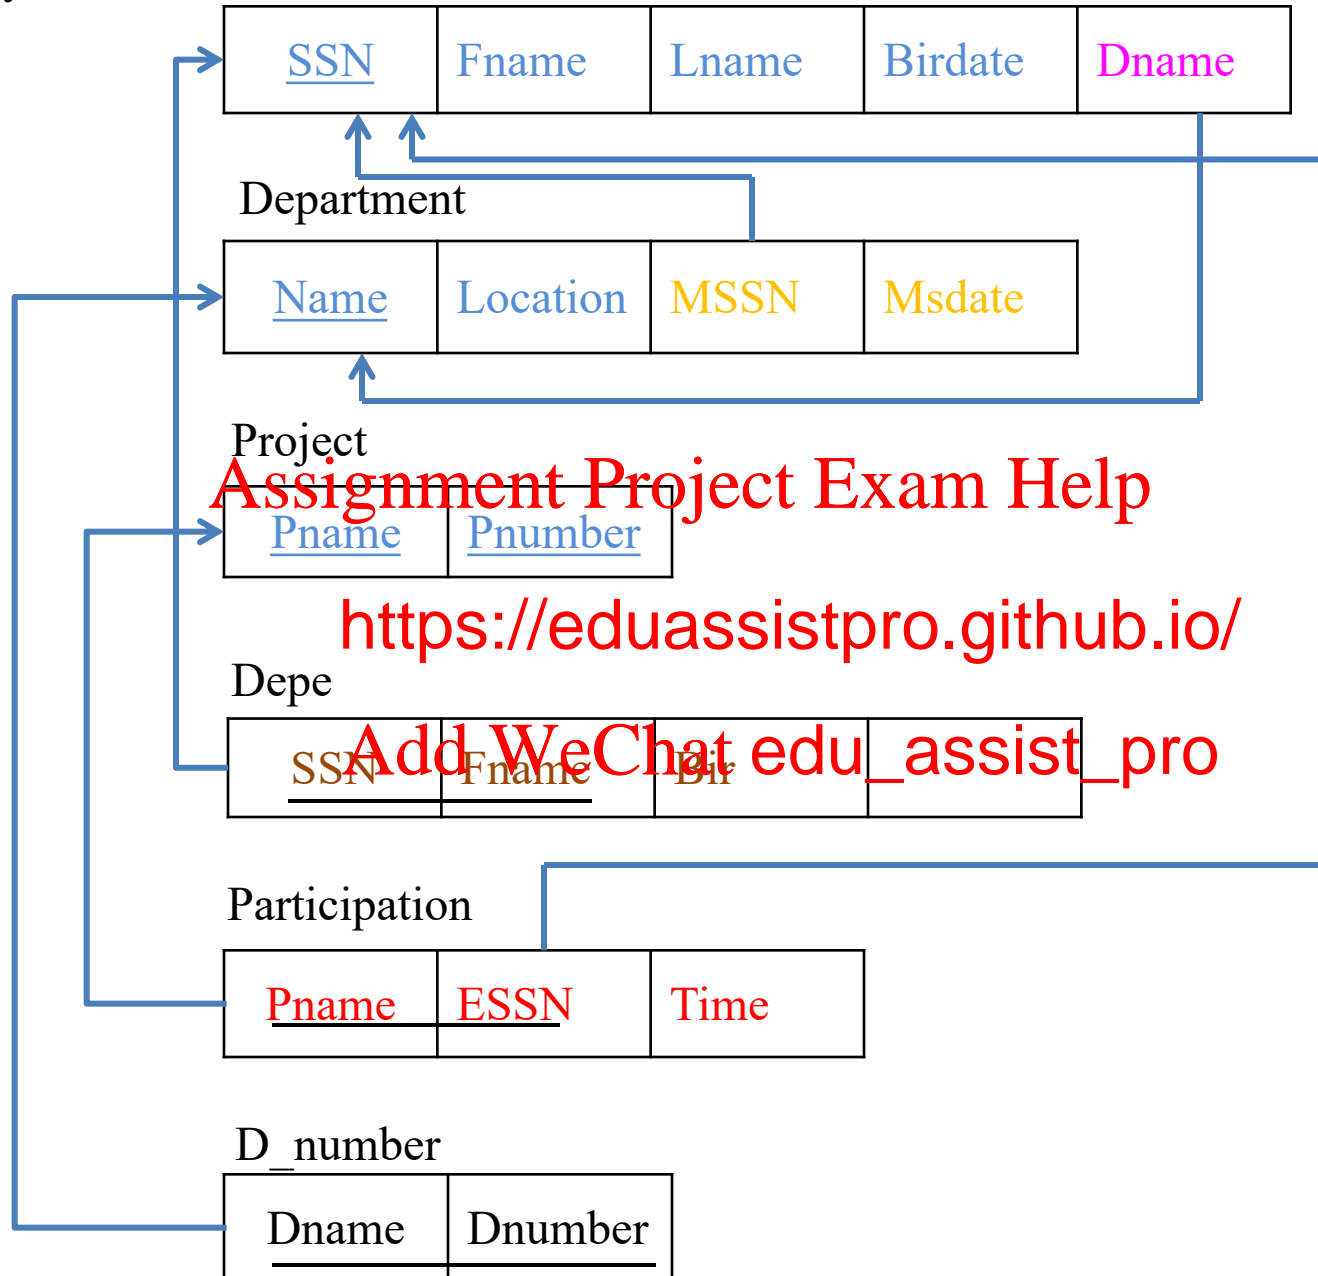 SSN Fname Lname Birdate Dname
Department
Name Location MSSN Msdate
Project
Assignment Project Exam Help
Pname Pnumber
https://eduassistpro.github.io/
Depe
Add WeChat edu_assist_pro
SSN Fname Bir
Participation
Pname ESSN Time
D_number
Dname Dnumber